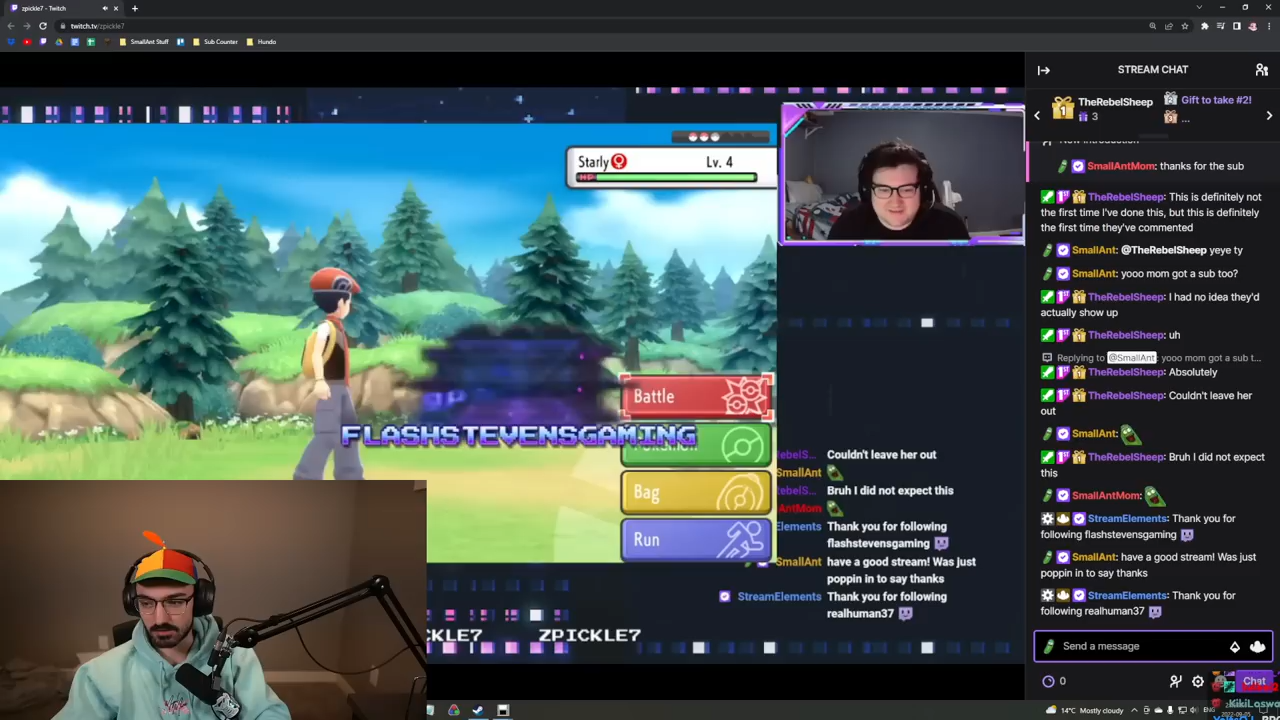 zpickle7 - Twitch
twitch.tv/zpickle7
SmallAnt Stuff
Sub Counter
Hundo
Starly
Lv. 4
HP
Battle
Bag
Run
FLASHSTEVENSGAMING
Couldn't leave her out
SmallAnt
Bruh I did not expect this
AntMom
Elements
Thank you for following
flashstevensgaming
SmallAnt
have a good stream! Was just
poppin in to say thanks
StreamElements
Thank you for following
realhuman37
CKLE7
ZPICKLE7
STREAM CHAT
TheRebelSheep
3
Gift to take #2!
...
SmallAntMom: thanks for the sub
TheRebelSheep: This is definitely not
the first time I've done this, but this is definitely
the first time they've commented
SmallAnt: @TheRebelSheep yeye ty
SmallAnt: yooo mom got a sub too?
TheRebelSheep: I had no idea they'd
actually show up
TheRebelSheep: uh
Replying to @SmallAnt: yooo mom got a sub t...
TheRebelSheep: Absolutely
TheRebelSheep: Couldn't leave her
out
SmallAnt:
TheRebelSheep: Bruh I did not expect
this
SmallAntMom:
StreamElements: Thank you for
following flashstevensgaming
SmallAnt: have a good stream! Was just
poppin in to say thanks
StreamElements: Thank you for
following realhuman37
Send a message
0
Chat
14°C Mostly cloudy
ENG
2022-09-05